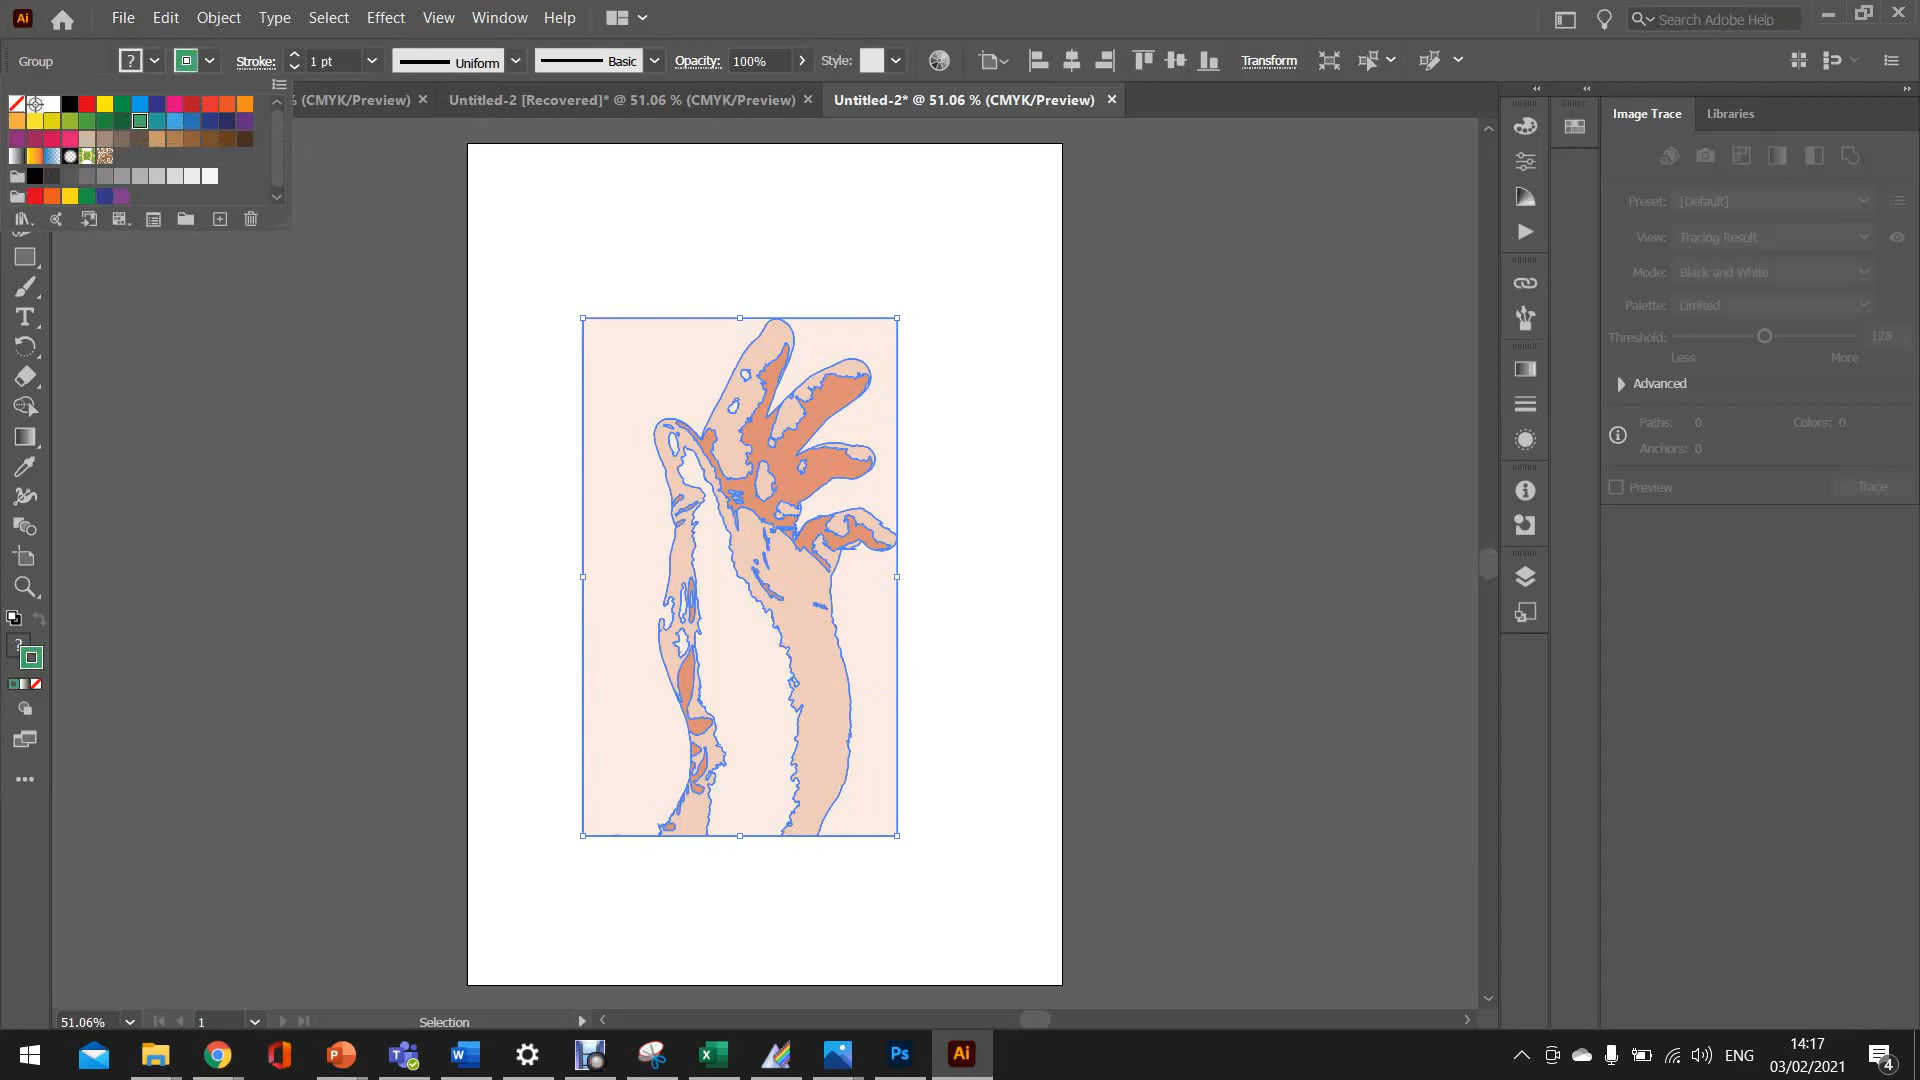 Ai File Edit Object Type Select Effect View Window Help Search Adobe Help
Group ? Stroke: 1 pt Uniform Basic Opacity: 100% Style: Transform
% (CMYK/Preview) Untitled-2 [Recovered]* @ 51.06 % (CMYK/Preview) Untitled-2* @ 51.06 % (CMYK/Preview)
Image Trace Libraries
Preset: [Default]
View: Tracing Result
Mode: Black and White
Palette: Limited
Threshold: 128
Less More
Advanced
Paths: 0 Colors: 0
Anchors: 0
Preview Trace
?
51.06% 1 Selection
Ps Ai ENG 14:17
03/02/2021
4